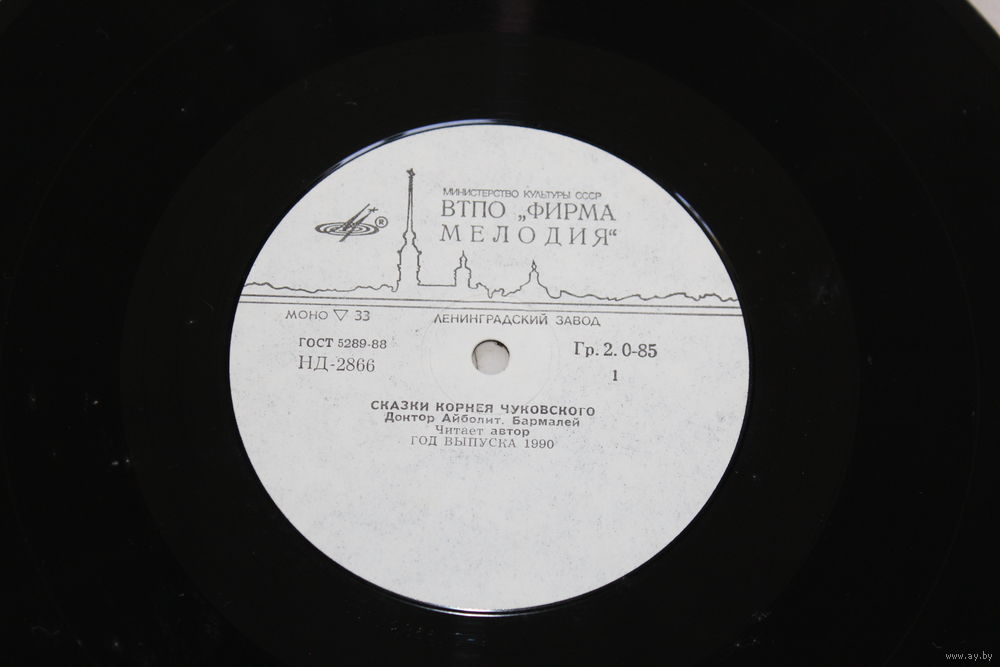 МИНИСТЕРСТВО КУЛЬТУРЫ СССР
ВТПО „ФИРМА
МЕЛОДИЯ“
®
МОНО ▽ 33
ЛЕНИНГРАДСКИЙ ЗАВОД
ГОСТ 5289-88
НД-2866
Гр. 2. 0-85
1
СКАЗКИ КОРНЕЯ ЧУКОВСКОГО
Доктор Айболит. Бармалей
Читает автор
ГОД ВЫПУСКА 1990
www.ay.by